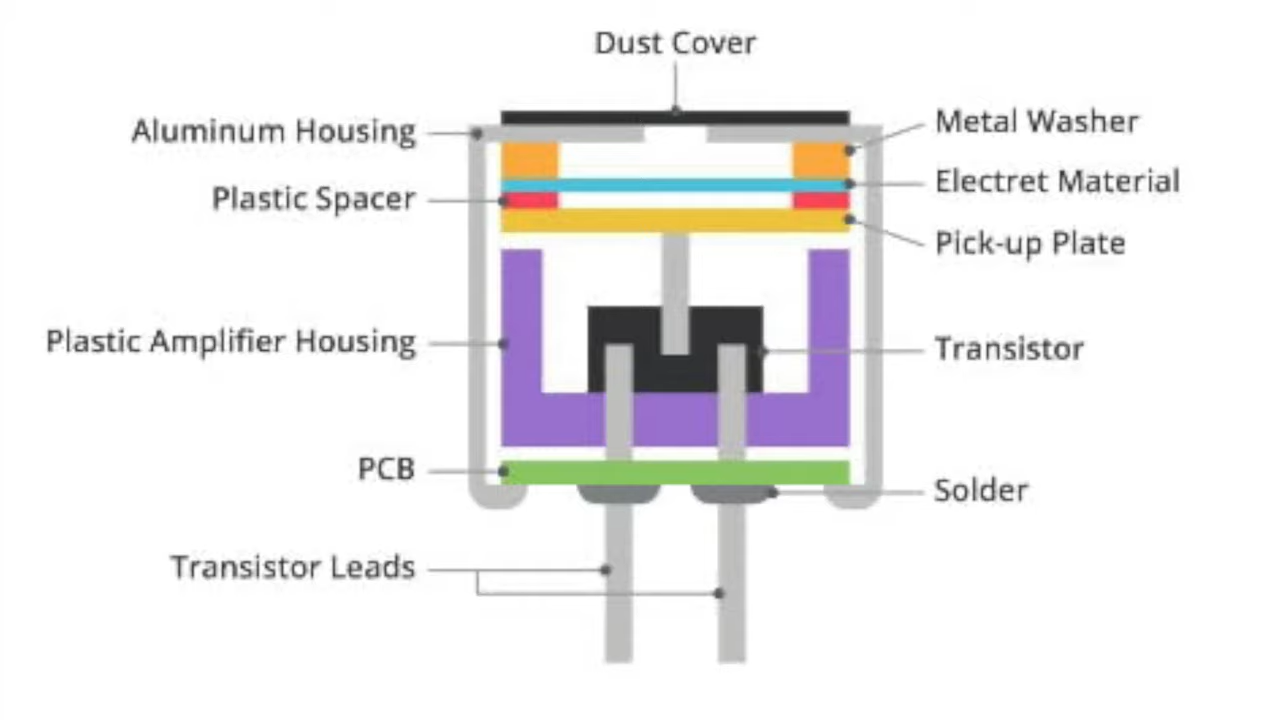 Dust Cover
Aluminum Housing
Metal Washer
Electret Material
Plastic Spacer
Pick-up Plate
Plastic Amplifier Housing
Transistor
PCB
Solder
Transistor Leads